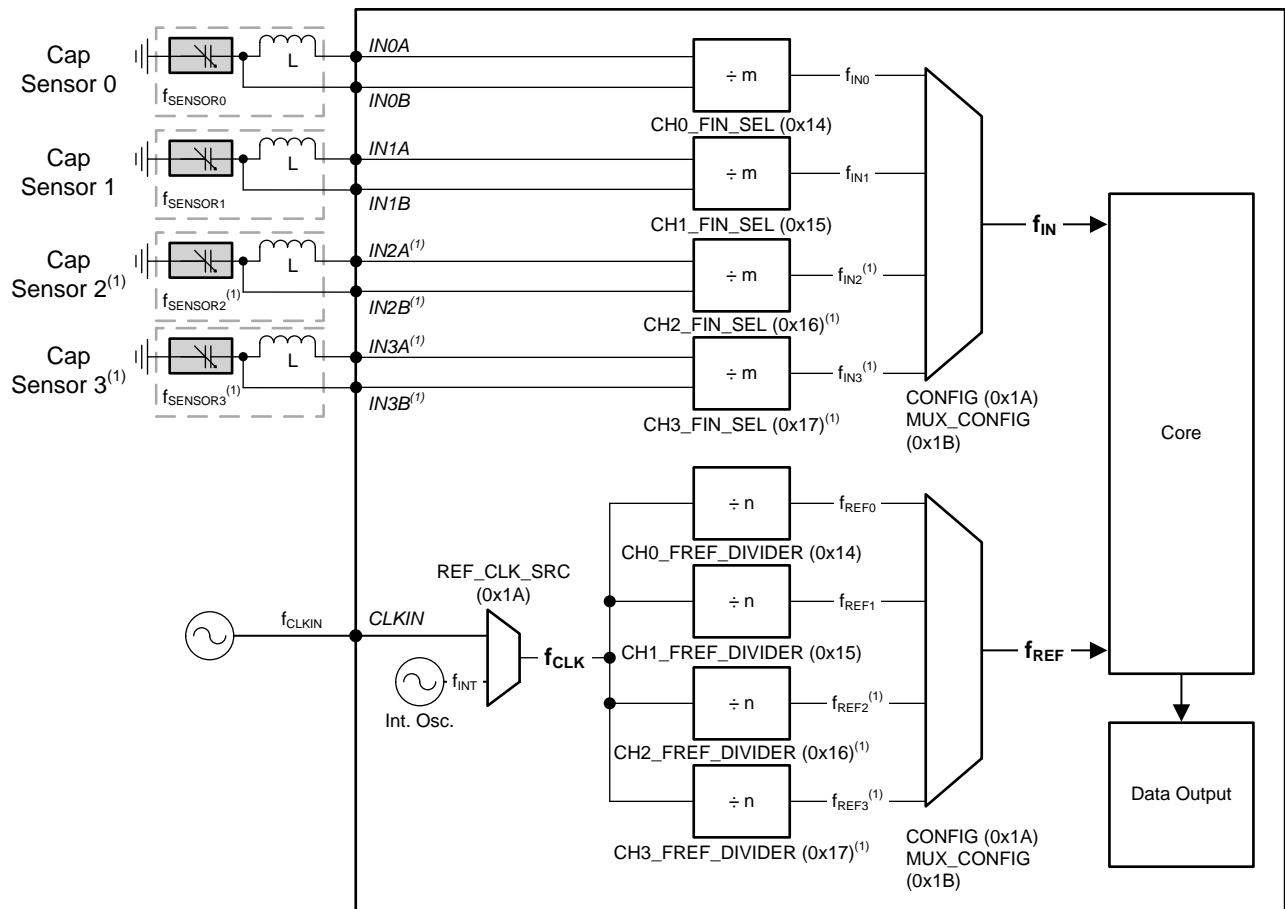 Cap
Sensor 0
L
fSENSOR0
IN0A
IN0B
÷ m
fIN0
CH0_FIN_SEL (0x14)
Cap
Sensor 1
L
fSENSOR1
IN1A
IN1B
÷ m
fIN1
CH1_FIN_SEL (0x15)
Cap
Sensor 2(1)
L
fSENSOR2(1)
IN2A(1)
IN2B(1)
÷ m
fIN2(1)
CH2_FIN_SEL (0x16)(1)
Cap
Sensor 3(1)
L
fSENSOR3(1)
IN3A(1)
IN3B(1)
÷ m
fIN3(1)
CH3_FIN_SEL (0x17)(1)
CONFIG (0x1A)
MUX_CONFIG
(0x1B)
fIN
Core
÷ n
fREF0
CH0_FREF_DIVIDER (0x14)
REF_CLK_SRC
(0x1A)
fCLKIN
CLKIN
fINT
Int. Osc.
fCLK
÷ n
fREF1
CH1_FREF_DIVIDER (0x15)
÷ n
fREF2(1)
CH2_FREF_DIVIDER (0x16)(1)
÷ n
fREF3(1)
CH3_FREF_DIVIDER (0x17)(1)
CONFIG (0x1A)
MUX_CONFIG
(0x1B)
fREF
Data Output